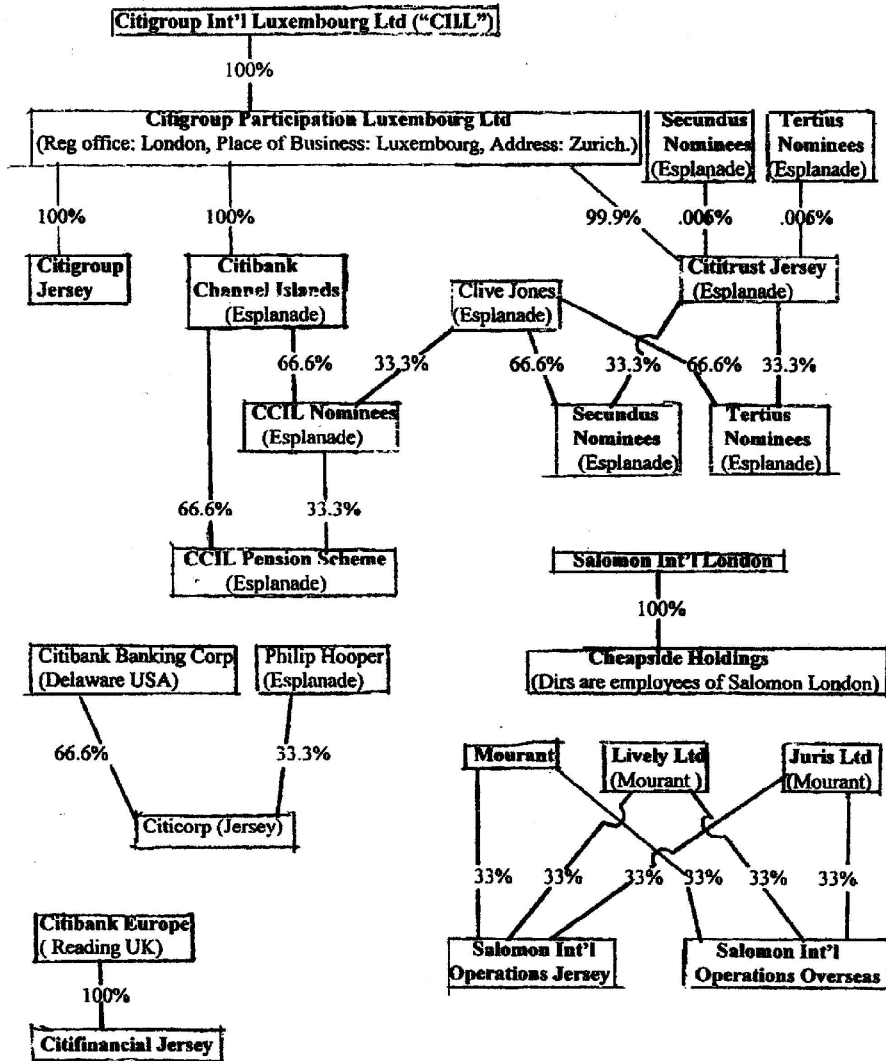 Citigroup Int'l Luxembourg Ltd ("CILL")
100%
Citigroup Participation Luxembourg Ltd
(Reg office: London, Place of Business: Luxembourg, Address: Zurich.)
Secundus
Nominees
(Esplanade)
Tertius
Nominees
(Esplanade)
100%
100%
99.9%
.006%
.006%
Citigroup
Jersey
Citibank
Channel Islands
(Esplanade)
Clive Jones
(Esplanade)
Cititrust Jersey
(Esplanade)
66.6%
33.3%
66.6%
33.3%
66.6%
33.3%
CCIL Nominees
(Esplanade)
Secundus
Nominees
(Esplanade)
Tertius
Nominees
(Esplanade)
66.6%
33.3%
CCIL Pension Scheme
(Esplanade)
Salomon Int'l London
100%
Cheapside Holdings
(Dirs are employees of Salomon London)
Citibank Banking Corp
(Delaware USA)
Philip Hooper
(Esplanade)
66.6%
33.3%
Citicorp (Jersey)
Mourant
Lively Ltd
(Mourant )
Juris Ltd
(Mourant)
33%
33%
33%
33%
33%
33%
Salomon Int'l
Operations Jersey
Salomon Int'l
Operations Overseas
Citibank Europe
( Reading UK)
100%
Citifinancial Jersey